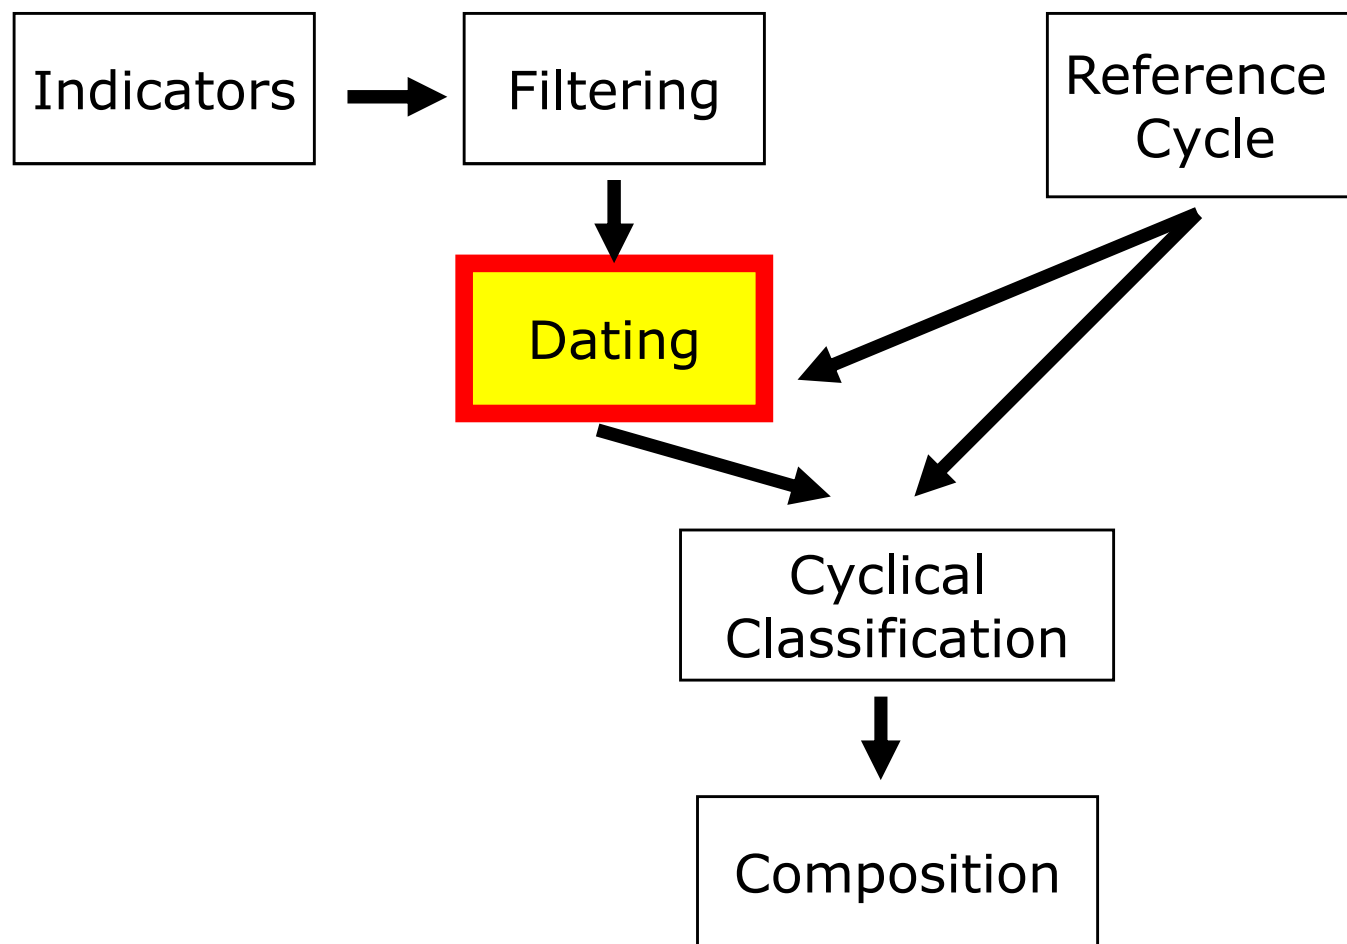 Indicators
Filtering
Reference
Cycle
Dating
Cyclical
Classification
Composition